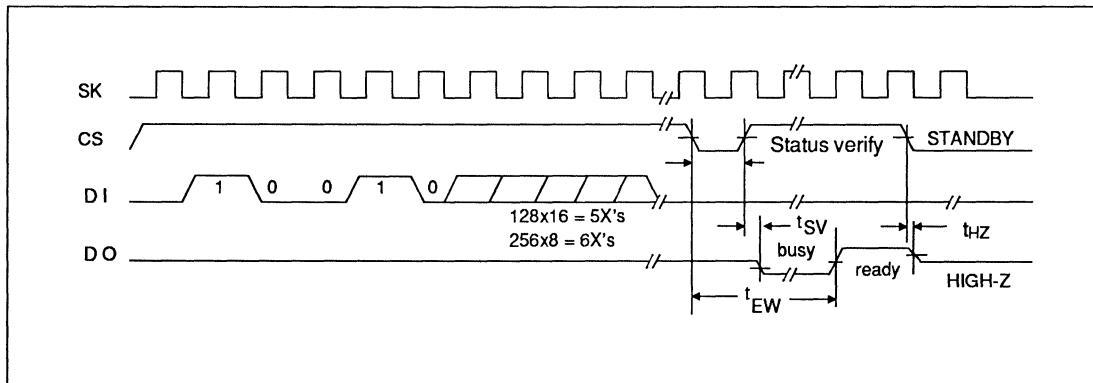 SK
CS
Status verify
STANDBY
DI
1 0 0 1 0
128x16 = 5X's
256x8 = 6X's
tSV
tHZ
DO
busy
ready
HIGH-Z
tEW